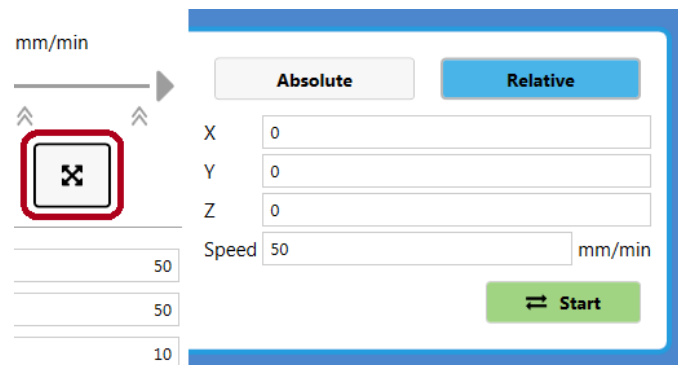 mm/min
50
50
10
Absolute Relative
X 0
Y 0
Z 0
Speed 50 mm/min
Start